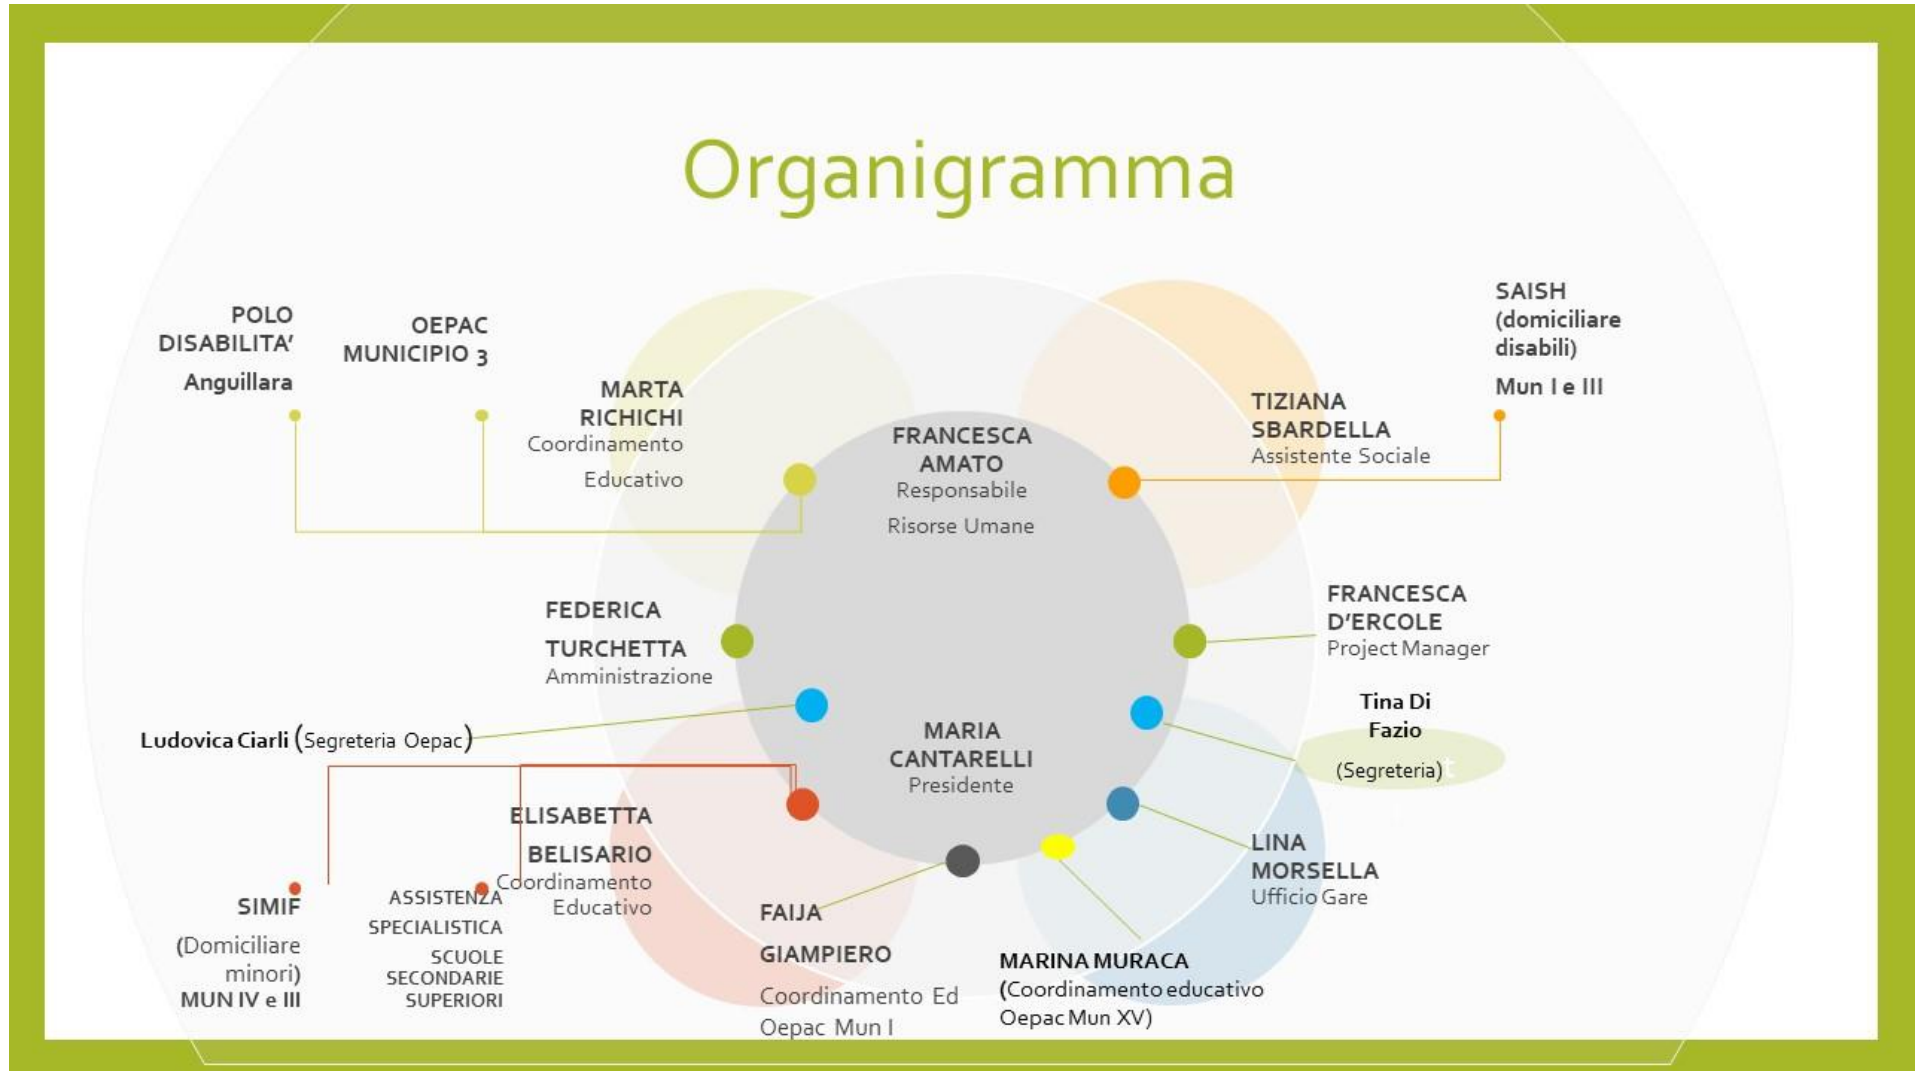 Organigramma
POLO
DISABILITA’
Anguillara
OEPAC
MUNICIPIO 3
MARTA
RICHICHI
Coordinamento
Educativo
FRANCESCA
AMATO
Responsabile
Risorse Umane
TIZIANA
SBARDELLA
Assistente Sociale
SAISH
(domiciliare
disabili)
Mun I e III
FEDERICA
TURCHETTA
Amministrazione
FRANCESCA
D’ERCOLE
Project Manager
Ludovica Ciarli (Segreteria Oepac)
MARIA
CANTARELLI
Presidente
Tina Di
Fazio
(Segreteria)t
ELISABETTA
BELISARIO
Coordinamento
Educativo
LINA
MORSELLA
Ufficio Gare
SIMIF
(Domiciliare
minori)
MUN IV e III
ASSISTENZA
SPECIALISTICA
SCUOLE
SECONDARIE
SUPERIORI
FAIJA
GIAMPIERO
Coordinamento Ed
Oepac Mun I
MARINA MURACA
(Coordinamento educativo
Oepac Mun XV)